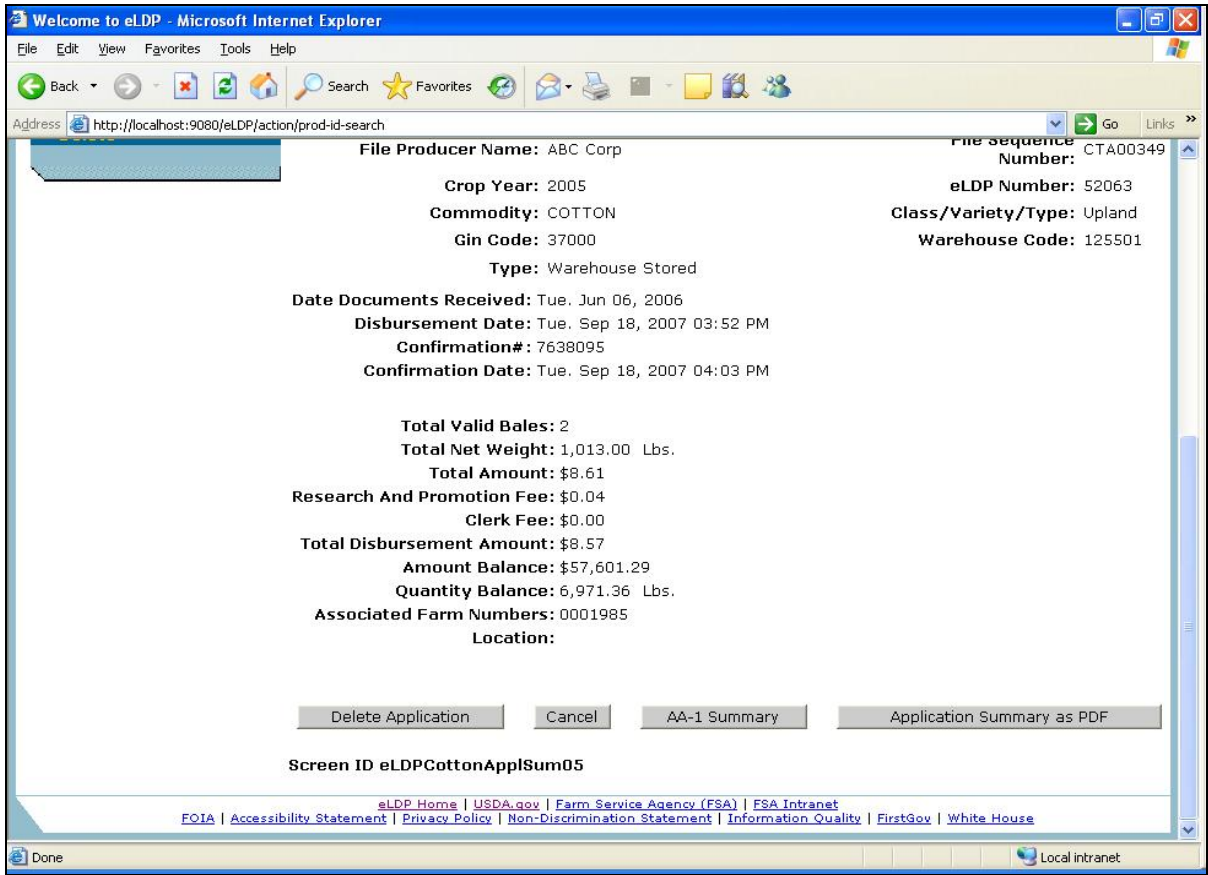 Welcome to eLDP - Microsoft Internet Explorer
File Edit View Favorites Tools Help
Back Search Favorites
Address http://localhost:9080/eLDP/action/prod-id-search Go Links »
File Producer Name: ABC Corp File Sequence Number: CTA00349
Crop Year: 2005 eLDP Number: 52063
Commodity: COTTON Class/Variety/Type: Upland
Gin Code: 37000 Warehouse Code: 125501
Type: Warehouse Stored
Date Documents Received: Tue. Jun 06, 2006
Disbursement Date: Tue. Sep 18, 2007 03:52 PM
Confirmation#: 7638095
Confirmation Date: Tue. Sep 18, 2007 04:03 PM
Total Valid Bales: 2
Total Net Weight: 1,013.00 Lbs.
Total Amount: $8.61
Research And Promotion Fee: $0.04
Clerk Fee: $0.00
Total Disbursement Amount: $8.57
Amount Balance: $57,601.29
Quantity Balance: 6,971.36 Lbs.
Associated Farm Numbers: 0001985
Location:
Delete Application Cancel AA-1 Summary Application Summary as PDF
Screen ID eLDPCottonApplSum05
eLDP Home | USDA.gov | Farm Service Agency (FSA) | FSA Intranet
FOIA | Accessibility Statement | Privacy Policy | Non-Discrimination Statement | Information Quality | FirstGov | White House
Done Local intranet